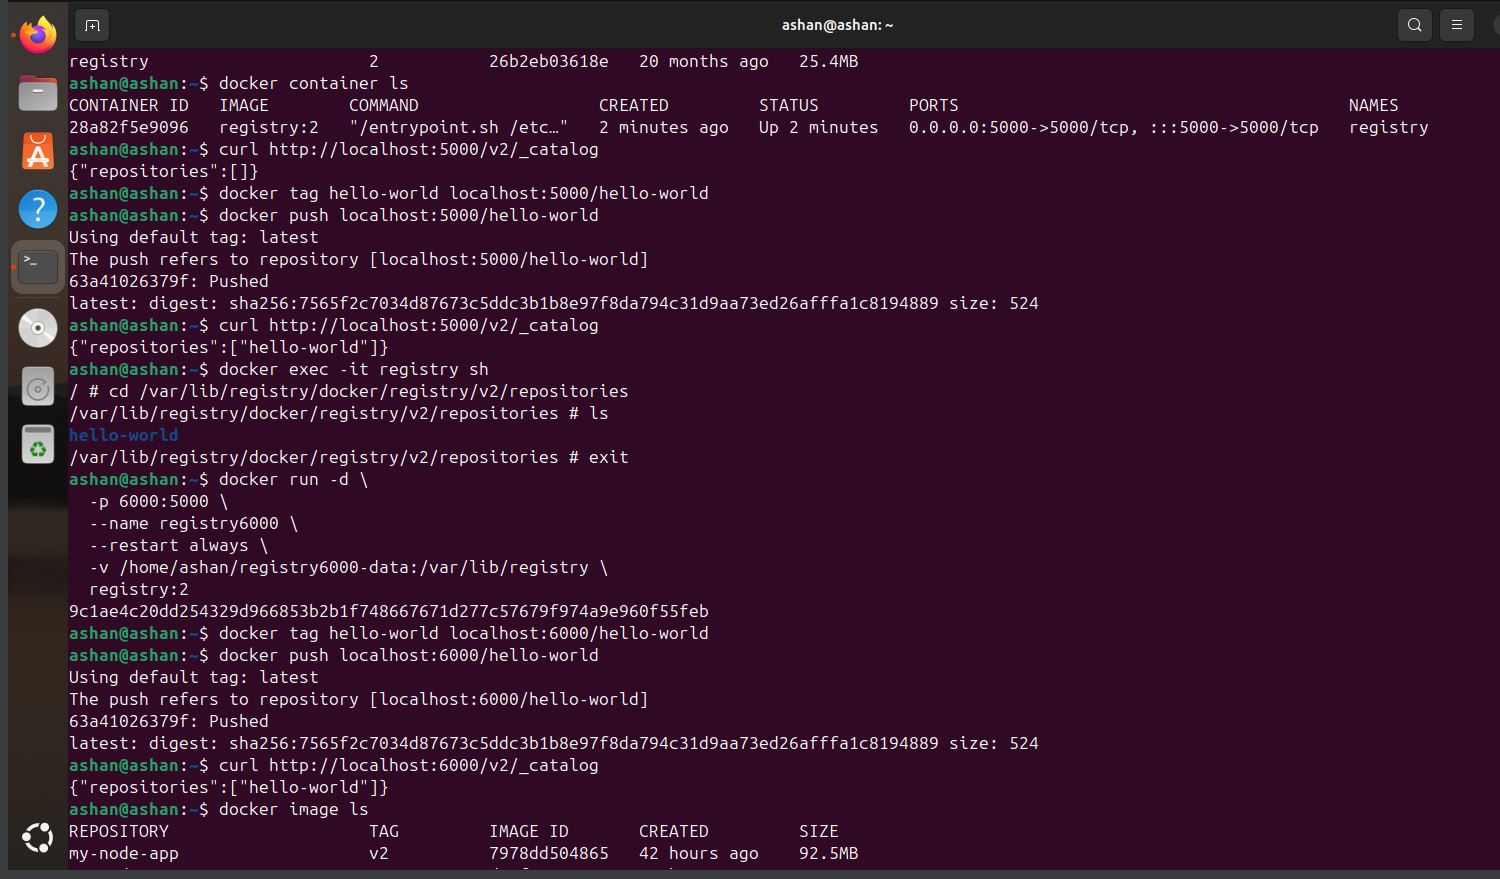 ashan@ashan: ~
registry 2 26b2eb03618e 20 months ago 25.4MB
ashan@ashan:~$ docker container ls
CONTAINER ID IMAGE COMMAND CREATED STATUS PORTS NAMES
28a82f5e9096 registry:2 "/entrypoint.sh /etc…" 2 minutes ago Up 2 minutes 0.0.0.0:5000->5000/tcp, :::5000->5000/tcp registry
ashan@ashan:~$ curl http://localhost:5000/v2/_catalog
{"repositories":[]}
ashan@ashan:~$ docker tag hello-world localhost:5000/hello-world
ashan@ashan:~$ docker push localhost:5000/hello-world
Using default tag: latest
The push refers to repository [localhost:5000/hello-world]
63a41026379f: Pushed
latest: digest: sha256:7565f2c7034d87673c5ddc3b1b8e97f8da794c31d9aa73ed26afffa1c8194889 size: 524
ashan@ashan:~$ curl http://localhost:5000/v2/_catalog
{"repositories":["hello-world"]}
ashan@ashan:~$ docker exec -it registry sh
/ # cd /var/lib/registry/docker/registry/v2/repositories
/var/lib/registry/docker/registry/v2/repositories # ls
hello-world
/var/lib/registry/docker/registry/v2/repositories # exit
ashan@ashan:~$ docker run -d \
-p 6000:5000 \
--name registry6000 \
--restart always \
-v /home/ashan/registry6000-data:/var/lib/registry \
registry:2
9c1ae4c20dd254329d966853b2b1f748667671d277c57679f974a9e960f55feb
ashan@ashan:~$ docker tag hello-world localhost:6000/hello-world
ashan@ashan:~$ docker push localhost:6000/hello-world
Using default tag: latest
The push refers to repository [localhost:6000/hello-world]
63a41026379f: Pushed
latest: digest: sha256:7565f2c7034d87673c5ddc3b1b8e97f8da794c31d9aa73ed26afffa1c8194889 size: 524
ashan@ashan:~$ curl http://localhost:6000/v2/_catalog
{"repositories":["hello-world"]}
ashan@ashan:~$ docker image ls
REPOSITORY TAG IMAGE ID CREATED SIZE
my-node-app v2 7978dd504865 42 hours ago 92.5MB